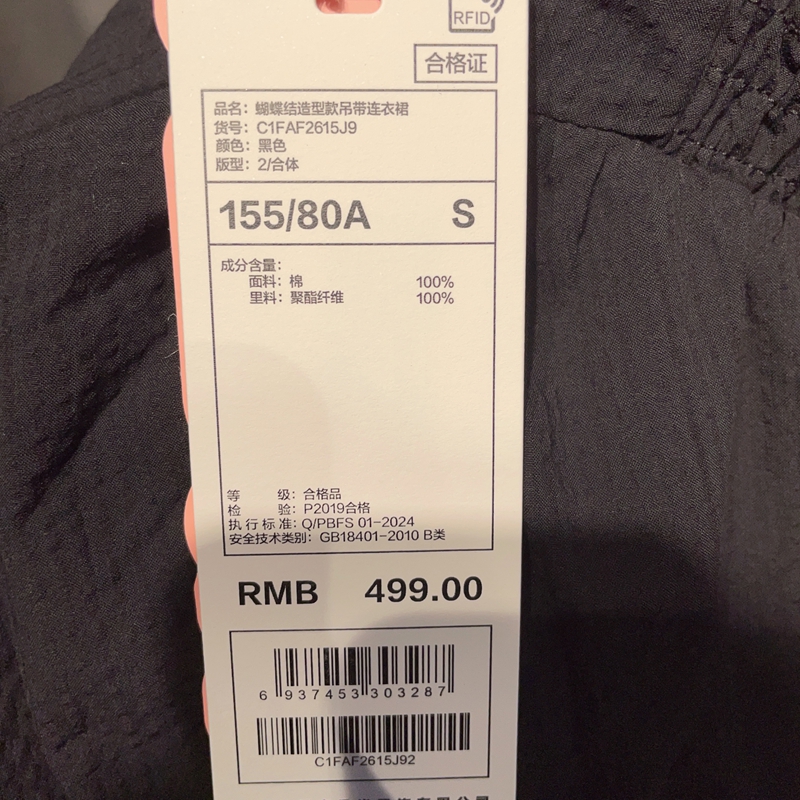 RFID
合格证
品名：蝴蝶结造型款吊带连衣裙
货号：C1FAF2615J9
颜色：黑色
版型：2/合体
155/80A S
成分含量：
面料：棉 100%
里料：聚酯纤维 100%
等 级：合格品
检 验：P2019合格
执行标准：Q/PBFS 01-2024
安全技术类别：GB18401-2010 B类
RMB 499.00
6 937453 303287
C1FAF2615J92